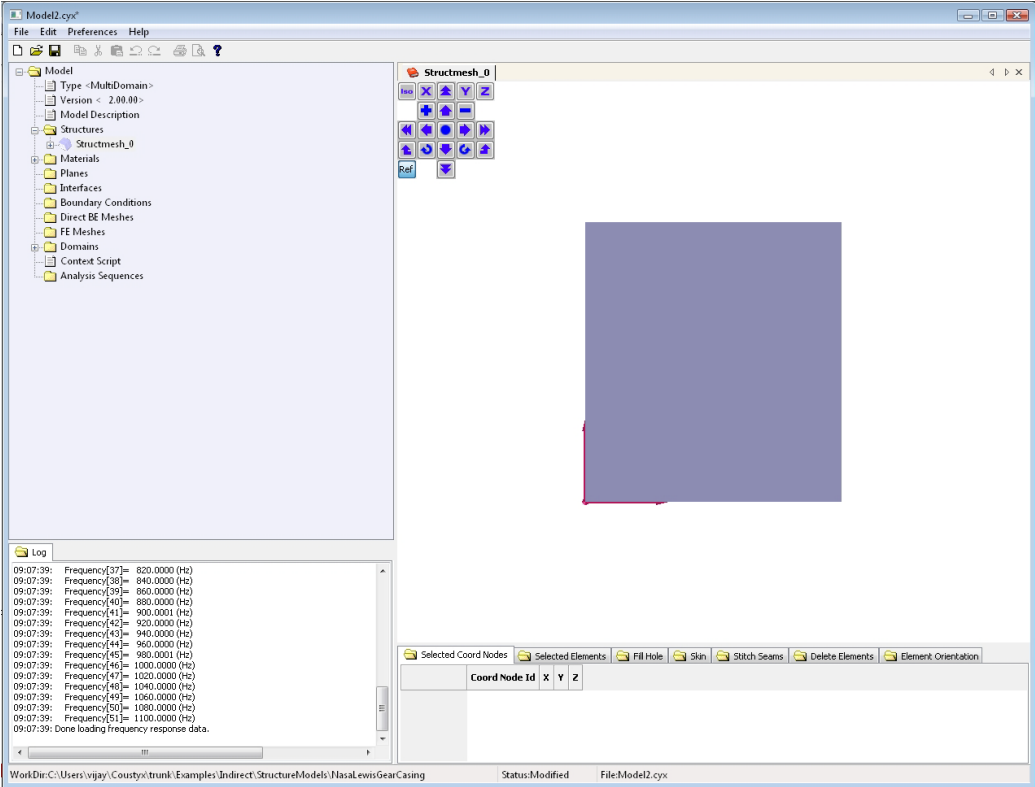 Model2.cyx*
File Edit Preferences Help
Model
Type <MultiDomain>
Version < 2.00.00>
Model Description
Structures
Structmesh_0
Materials
Planes
Interfaces
Boundary Conditions
Direct BE Meshes
FE Meshes
Domains
Context Script
Analysis Sequences
Structmesh_0
Iso X Y Z
Ref
Log
09:07:39: Frequency[37]= 820.0000 (Hz)
09:07:39: Frequency[38]= 840.0000 (Hz)
09:07:39: Frequency[39]= 860.0000 (Hz)
09:07:39: Frequency[40]= 880.0000 (Hz)
09:07:39: Frequency[41]= 900.0001 (Hz)
09:07:39: Frequency[42]= 920.0000 (Hz)
09:07:39: Frequency[43]= 940.0000 (Hz)
09:07:39: Frequency[44]= 960.0000 (Hz)
09:07:39: Frequency[45]= 980.0001 (Hz)
09:07:39: Frequency[46]= 1000.0000 (Hz)
09:07:39: Frequency[47]= 1020.0000 (Hz)
09:07:39: Frequency[48]= 1040.0000 (Hz)
09:07:39: Frequency[49]= 1060.0000 (Hz)
09:07:39: Frequency[50]= 1080.0000 (Hz)
09:07:39: Frequency[51]= 1100.0000 (Hz)
09:07:39: Done loading frequency response data.
Selected Coord Nodes Selected Elements Fill Hole Skin Stitch Seams Delete Elements Element Orientation
Coord Node Id X Y Z
WorkDir:C:\Users\vijay\Coustyx\trunk\Examples\Indirect\StructureModels\NasaLewisGearCasing Status:Modified File:Model2.cyx